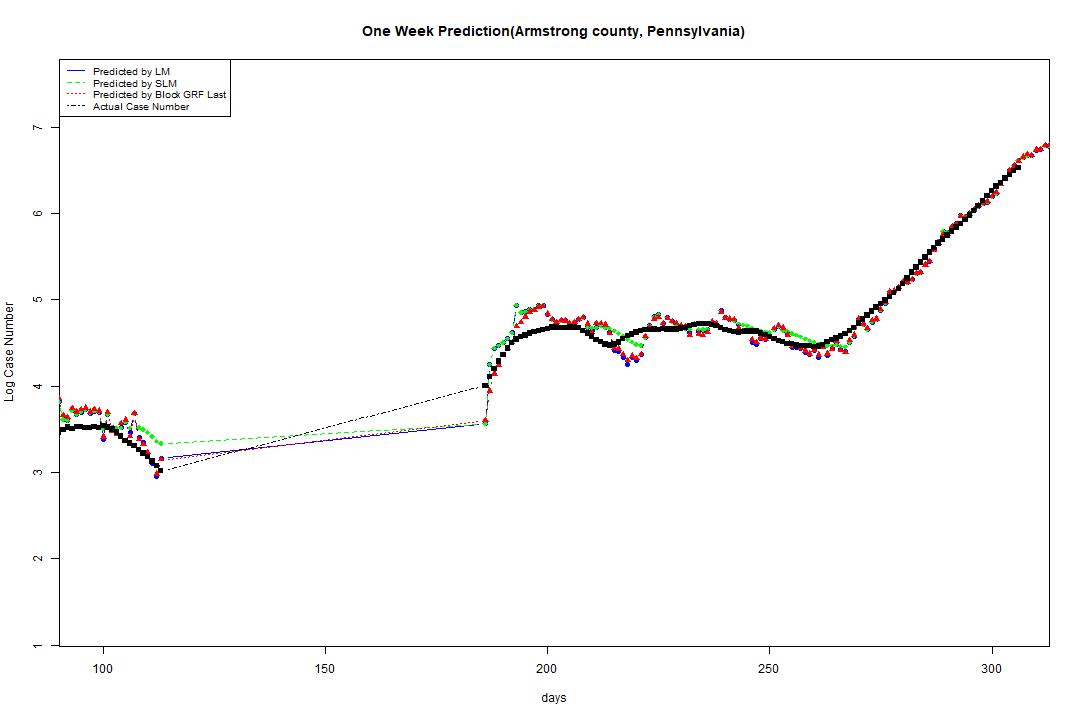 One Week Prediction(Armstrong county, Pennsylvania)
Predicted by LM
Predicted by SLM
Predicted by Block GRF Last
Actual Case Number
Log Case Number
7
6
5
4
3
2
1
100 150 200 250 300
days